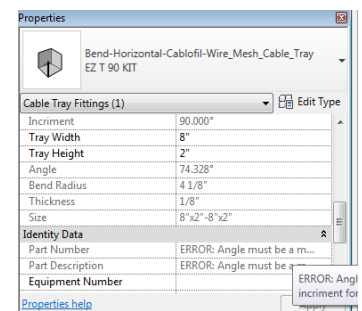 Properties
Bend-Horizontal-Cablofil-Wire_Mesh_Cable_Tray
EZ T 90 KIT
Cable Tray Fittings (1)
Edit Type
Incriment 90.000°
Tray Width 8"
Tray Height 2"
Angle 74.328°
Bend Radius 4 1/8"
Thickness 1/8"
Size 8"x2"-8"x2"
Identity Data
Part Number ERROR: Angle must be a m...
Part Description ERROR: Angle must be a m...
Equipment Number
ERROR: Angl
incriment for
Properties help
Apply